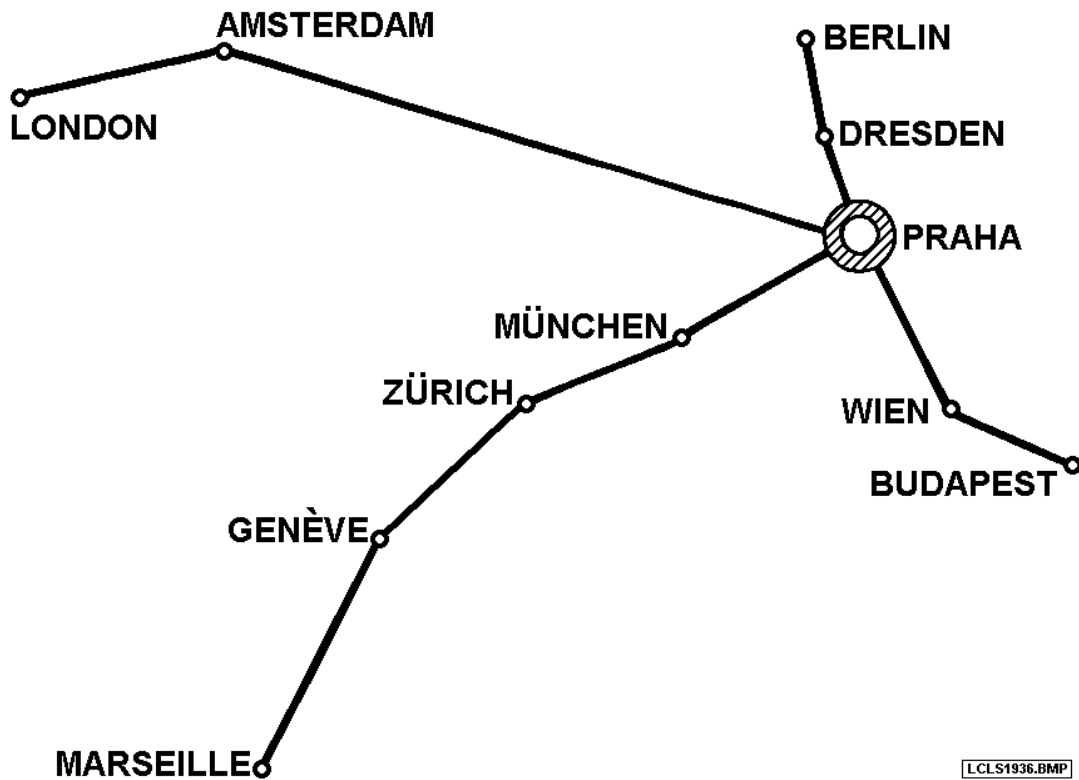 AMSTERDAM
BERLIN
LONDON
DRESDEN
PRAHA
MÜNCHEN
ZÜRICH
WIEN
BUDAPEST
GENÈVE
MARSEILLE
LCLS1936.BMP